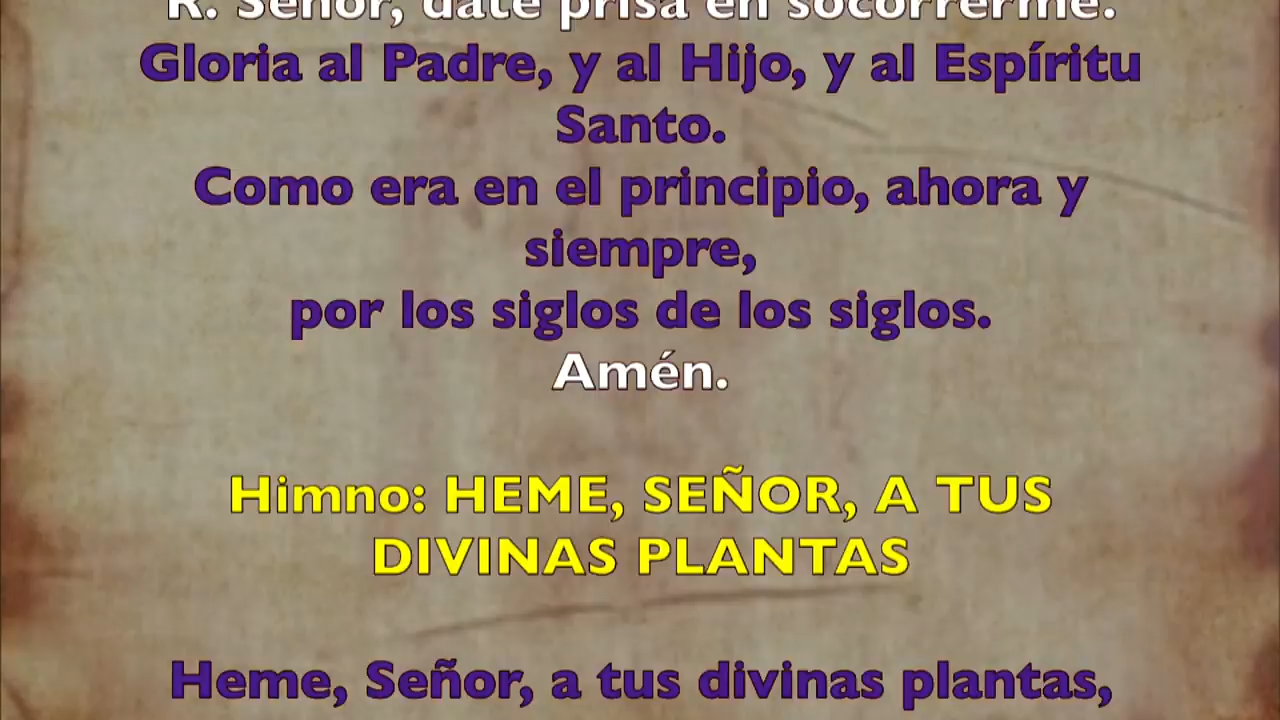 R. Señor, date prisa en socorrerme.
Gloria al Padre, y al Hijo, y al Espíritu
Santo.
Como era en el principio, ahora y
siempre,
por los siglos de los siglos.
Amén.
Himno: HEME, SEÑOR, A TUS
DIVINAS PLANTAS
Heme, Señor, a tus divinas plantas,